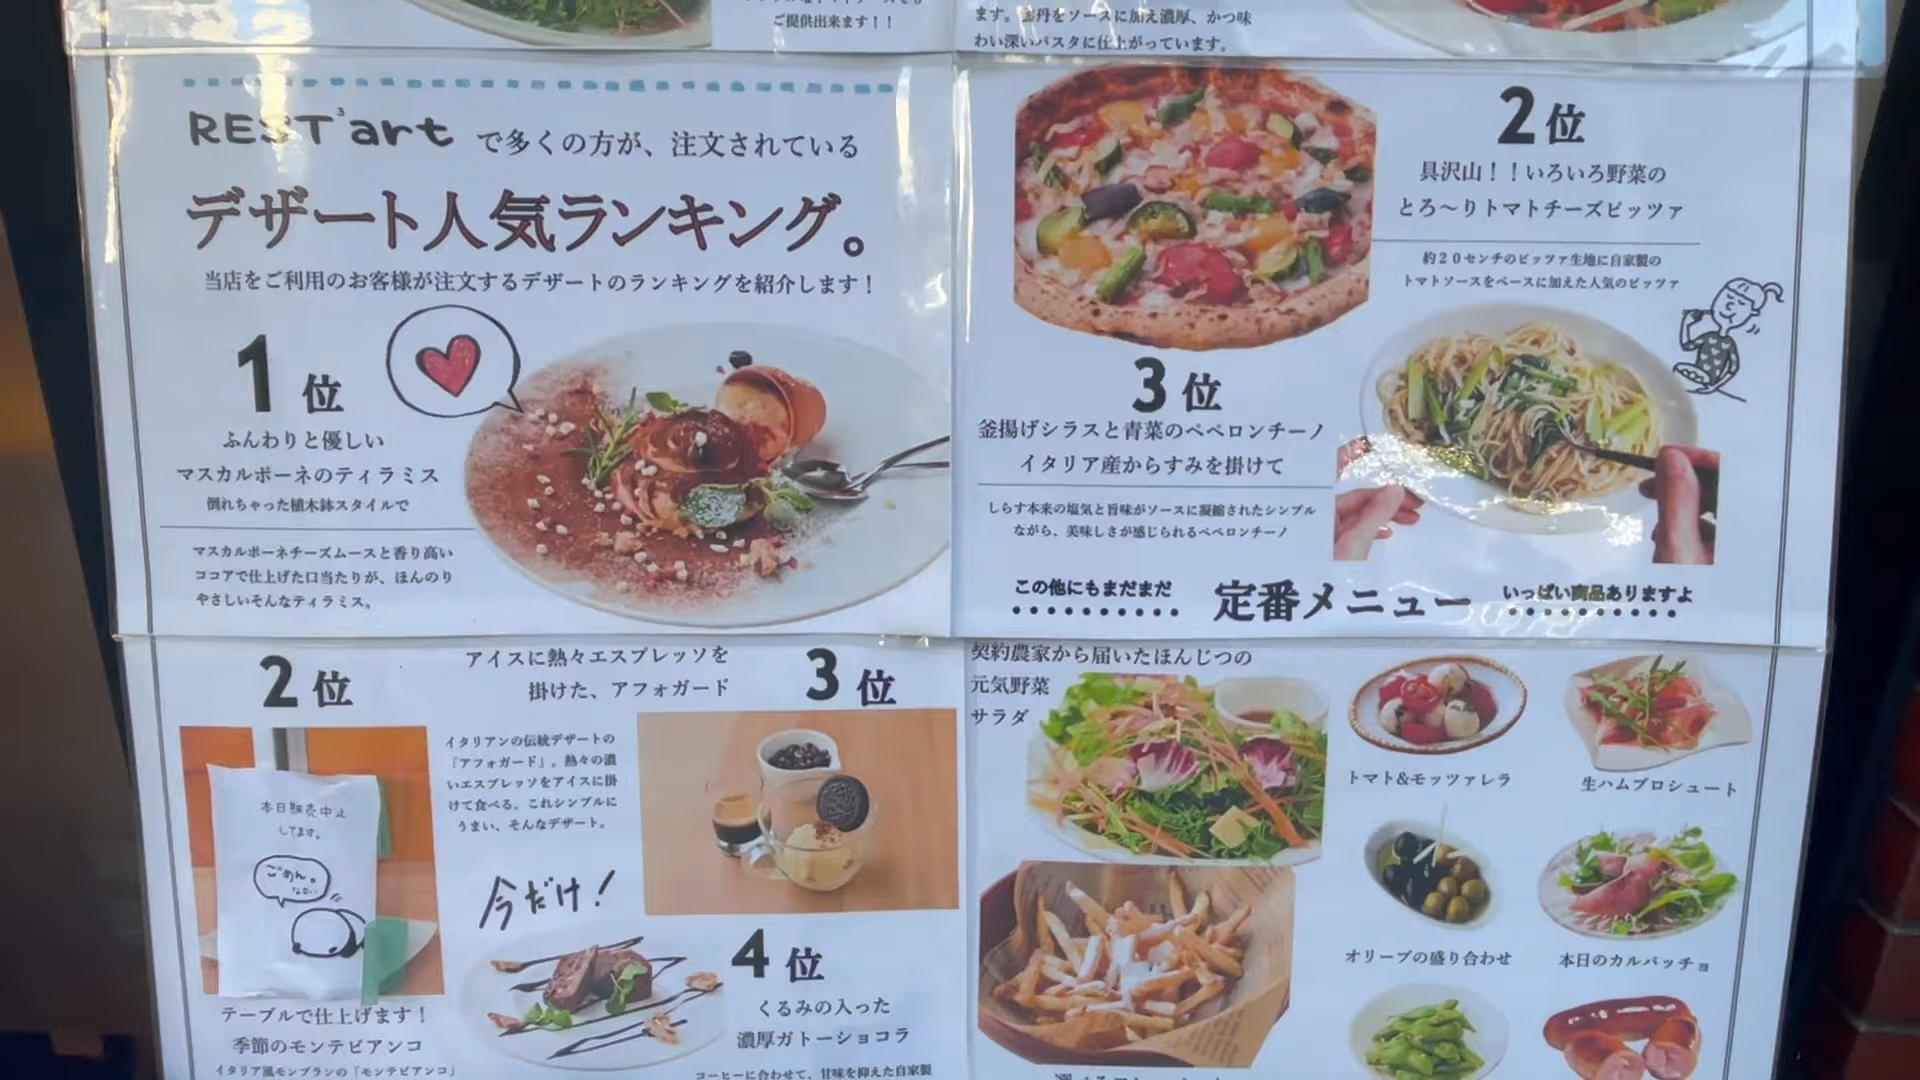 ご提供出来ます！！
ます。雲丹をソースに加え濃厚、かつ味
わい深いパスタに仕上がっています。
REST³art で多くの方が、注文されている
デザート人気ランキング。
当店をご利用のお客様が注文するデザートのランキングを紹介します！
1位
ふんわりと優しい
マスカルポーネのティラミス
倒れちゃった植木鉢スタイルで
マスカルポーネチーズムースと香り高い
ココアで仕上げた口当たりが、ほんのり
やさしいそんなティラミス。
2位
本日販売中止
してます。
ごめん。
なさい
テーブルで仕上げます！
季節のモンテビアンコ
イタリア風モンブランの「モンテビアンコ」
アイスに熱々エスプレッソを
掛けた、アフォガード
3位
イタリアンの伝統デザートの
「アフォガード」。熱々の濃
いエスプレッソをアイスに掛
けて食べる。これシンプルに
うまい、そんなデザート。
今だけ！
4位
くるみの入った
濃厚ガトーショコラ
コーヒーに合わせて、甘味を抑えた自家製
2位
具沢山！！いろいろ野菜の
とろ〜りトマトチーズピッツァ
約２０センチのピッツァ生地に自家製の
トマトソースをベースに加えた人気のピッツァ
3位
釜揚げシラスと青菜のペペロンチーノ
イタリア産からすみを掛けて
しらす本来の塩気と旨味がソースに凝縮されたシンプル
ながら、美味しさが感じられるペペロンチーノ
この他にもまだまだ
定番メニュー
いっぱい商品ありますよ
契約農家から届いたほんじつの
元気野菜
サラダ
トマト&モッツァレラ
生ハムプロシュート
オリーブの盛り合わせ
本日のカルパッチョ